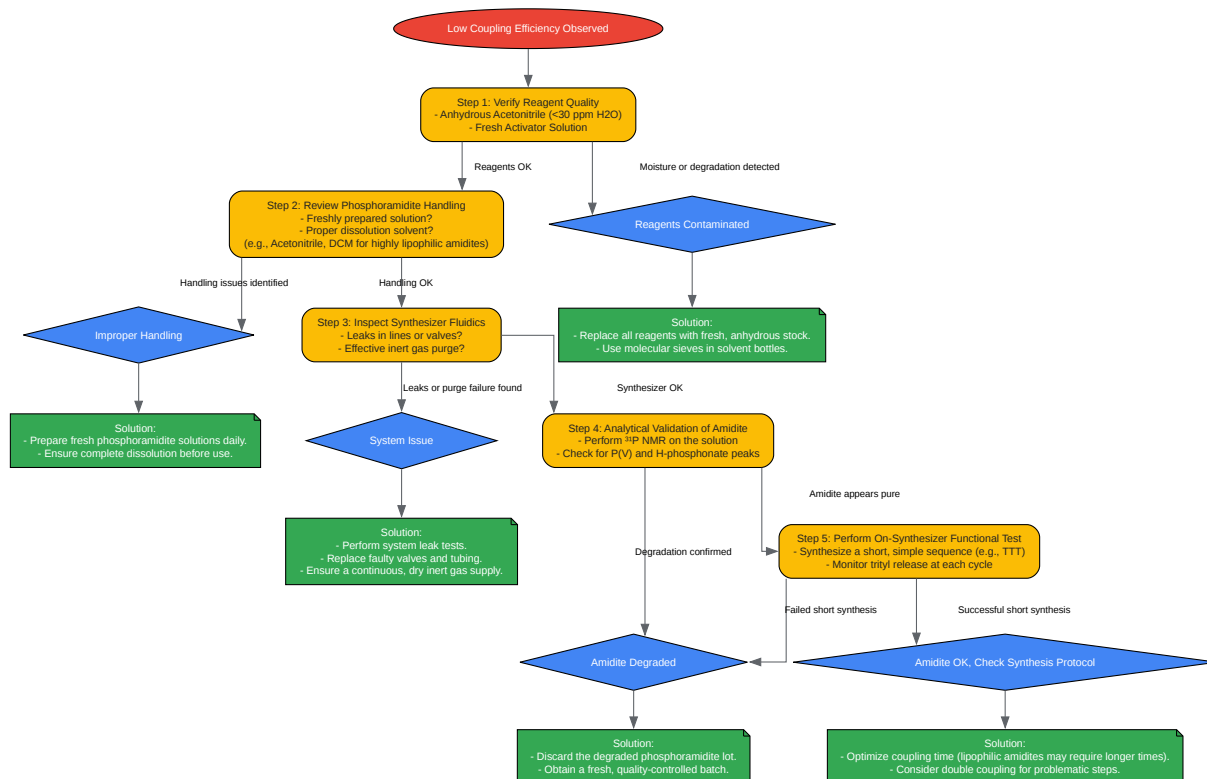 Low Coupling Efficiency Observed
Step 1: Verify Reagent Quality
- Anhydrous Acetonitrile (<30 ppm H2O)
- Fresh Activator Solution
Reagents OK
Moisture or degradation detected
Step 2: Review Phosphoramidite Handling
- Freshly prepared solution?
- Proper dissolution solvent?
(e.g., Acetonitrile, DCM for highly lipophilic amidites)
Reagents Contaminated
Handling issues identified
Handling OK
Improper Handling
Step 3: Inspect Synthesizer Fluidics
- Leaks in lines or valves?
- Effective inert gas purge?
Solution:
- Replace all reagents with fresh, anhydrous stock.
- Use molecular sieves in solvent bottles.
Leaks or purge failure found
Synthesizer OK
Solution:
- Prepare fresh phosphoramidite solutions daily.
- Ensure complete dissolution before use.
System Issue
Step 4: Analytical Validation of Amidite
- Perform ³¹P NMR on the solution
- Check for P(V) and H-phosphonate peaks
Amidite appears pure
Solution:
- Perform system leak tests.
- Replace faulty valves and tubing.
- Ensure a continuous, dry inert gas supply.
Degradation confirmed
Step 5: Perform On-Synthesizer Functional Test
- Synthesize a short, simple sequence (e.g., TTT)
- Monitor trityl release at each cycle
Failed short synthesis
Successful short synthesis
Amidite Degraded
Amidite OK, Check Synthesis Protocol
Solution:
- Discard the degraded phosphoramidite lot.
- Obtain a fresh, quality-controlled batch.
Solution:
- Optimize coupling time (lipophilic amidites may require longer times).
- Consider double coupling for problematic steps.